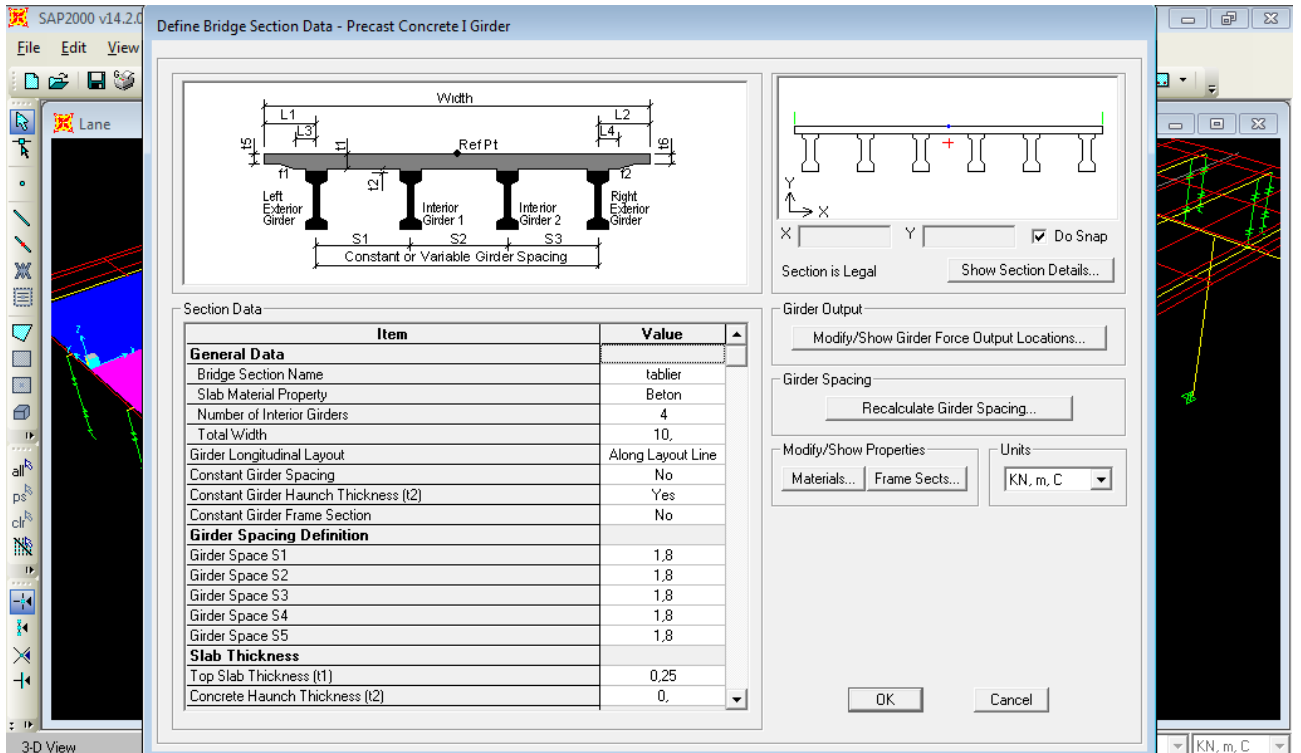 SAP2000 v14.2.0
File Edit View
Lane
Define Bridge Section Data - Precast Concrete I Girder
Width
L1
L2
L3
L4
t5
t1
Ref Pt
t6
f1
t2
f2
Left Exterior Girder
Interior Girder 1
Interior Girder 2
Right Exterior Girder
S1
S2
S3
Constant or Variable Girder Spacing
Y
X
X
Y
Do Snap
Section is Legal
Show Section Details...
Section Data
Item Value
General Data
Bridge Section Name tablier
Slab Material Property Beton
Number of Interior Girders 4
Total Width 10,
Girder Longitudinal Layout Along Layout Line
Constant Girder Spacing No
Constant Girder Haunch Thickness (t2) Yes
Constant Girder Frame Section No
Girder Spacing Definition
Girder Space S1 1,8
Girder Space S2 1,8
Girder Space S3 1,8
Girder Space S4 1,8
Girder Space S5 1,8
Slab Thickness
Top Slab Thickness (t1) 0,25
Concrete Haunch Thickness (t2) 0,
Girder Output
Modify/Show Girder Force Output Locations...
Girder Spacing
Recalculate Girder Spacing...
Modify/Show Properties
Materials...
Frame Sects...
Units
KN, m, C
OK
Cancel
all
ps
clr
3-D View
KN, m, C